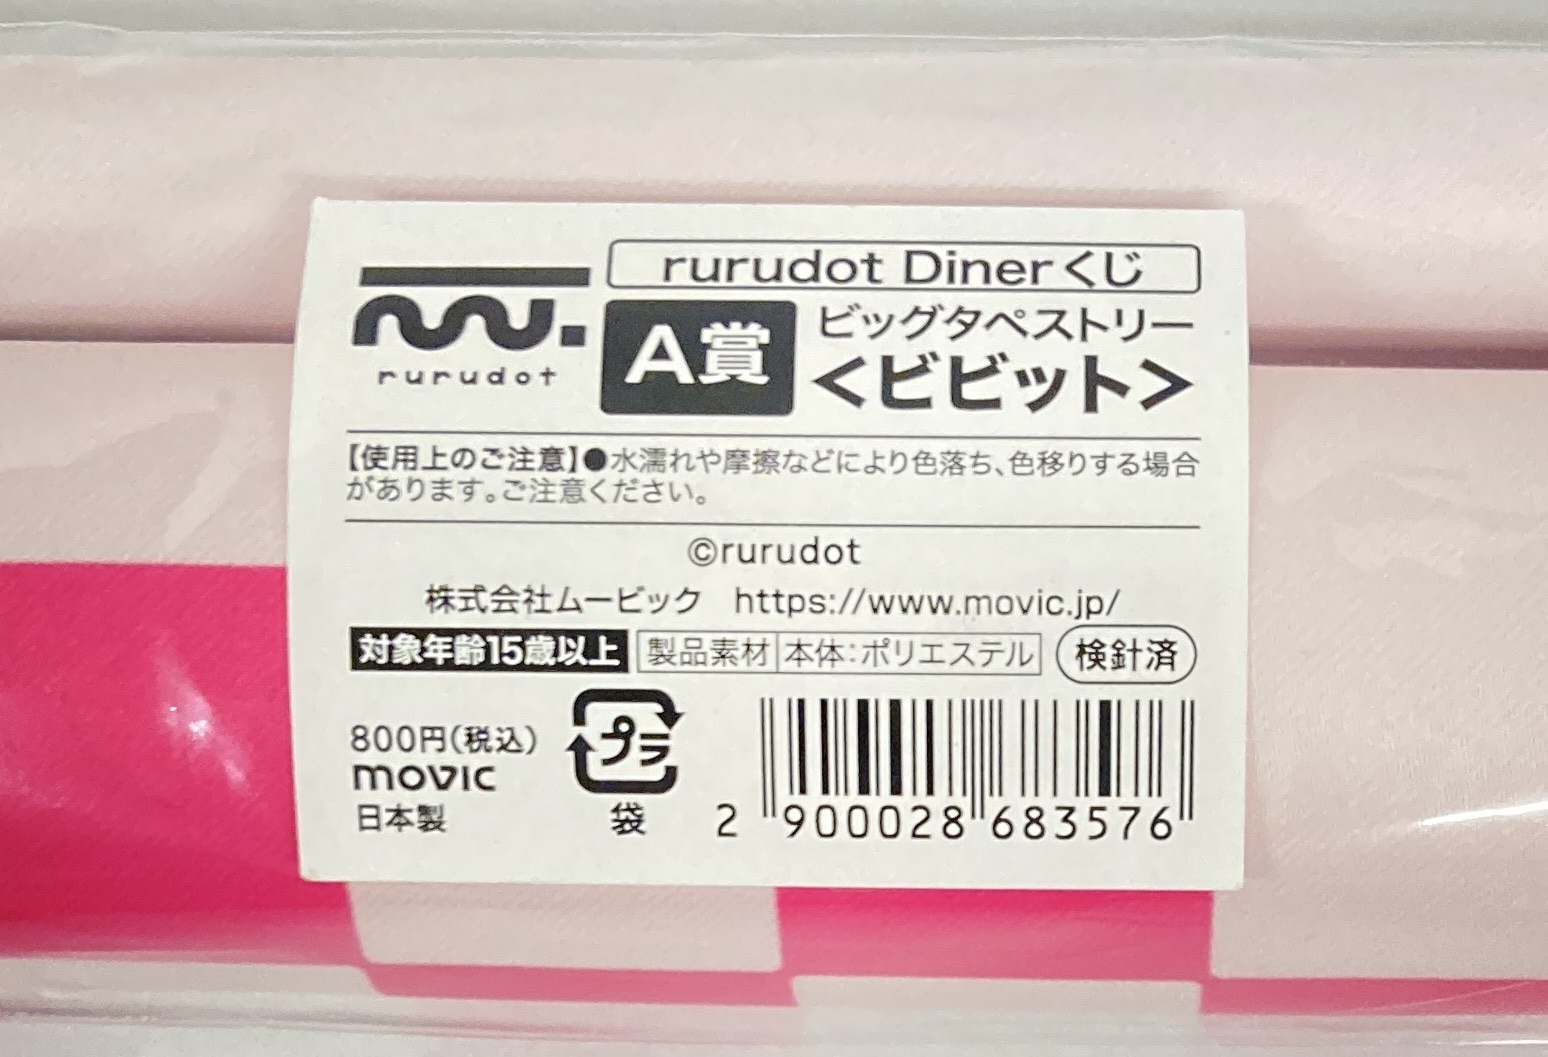 rurudot Dinerくじ
rurudot
A賞
ビッグタペストリー
<ビビット>
【使用上のご注意】●水濡れや摩擦などにより色落ち、色移りする場合
があります。ご注意ください。
©rurudot
株式会社ムービック https://www.movic.jp/
対象年齢15歳以上 製品素材 本体：ポリエステル 検針済
800円(税込)
movic
日本製
プラ
袋
2 900028 683576